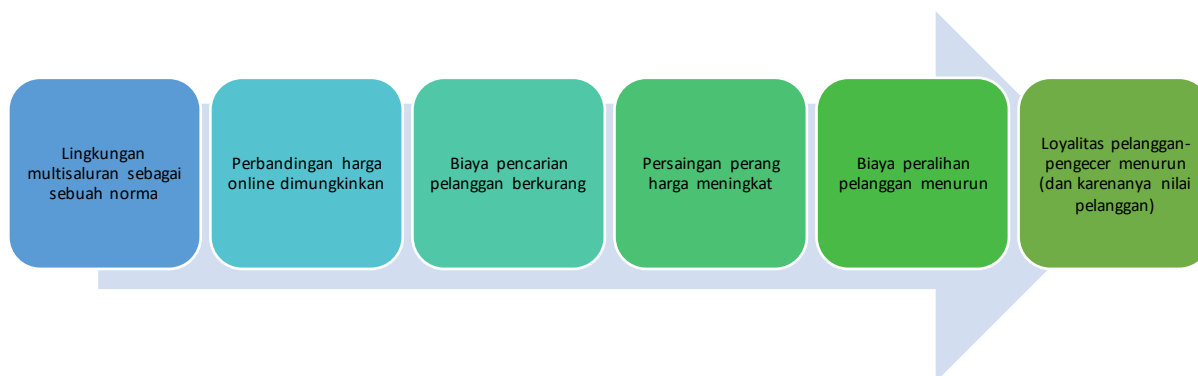 Lingkungan
multisaluran sebagai
sebuah norma
Perbandingan harga
online dimungkinkan
Biaya pencarian
pelanggan berkurang
Persaingan perang
harga meningkat
Biaya peralihan
pelanggan menurun
Loyalitas pelanggan-
pengecer menurun
(dan karenanya nilai
pelanggan)